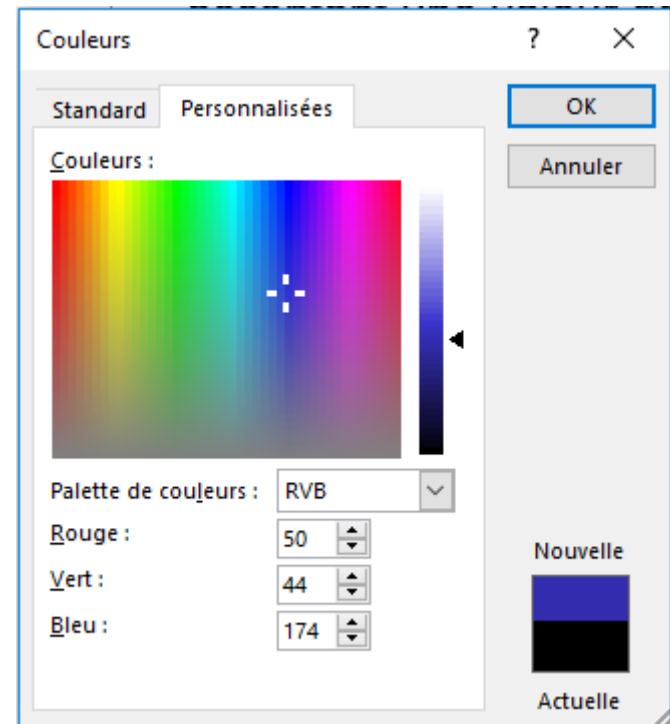 Couleurs ?
Standard Personnalisées
OK
Annuler
Couleurs :
Palette de couleurs : RVB
Rouge : 50
Vert : 44
Bleu : 174
Nouvelle
Actuelle